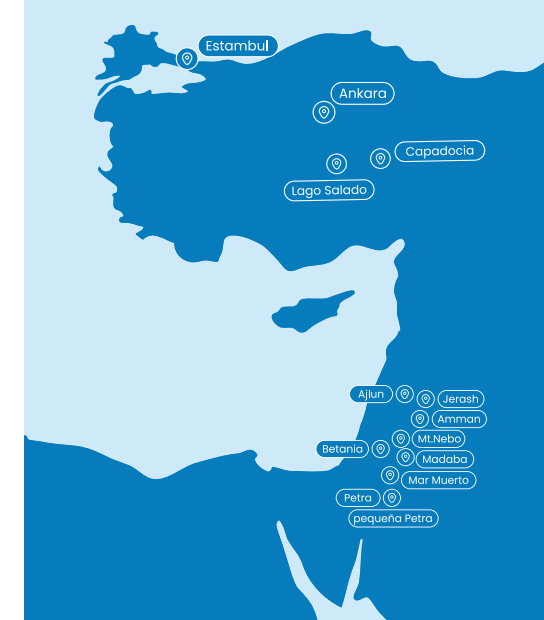 Estambul
Ankara
Capadocia
Lago Salado
Ajlun
Jerash
Amman
Mt.Nebo
Betania
Madaba
Mar Muerto
Petra
pequeña Petra